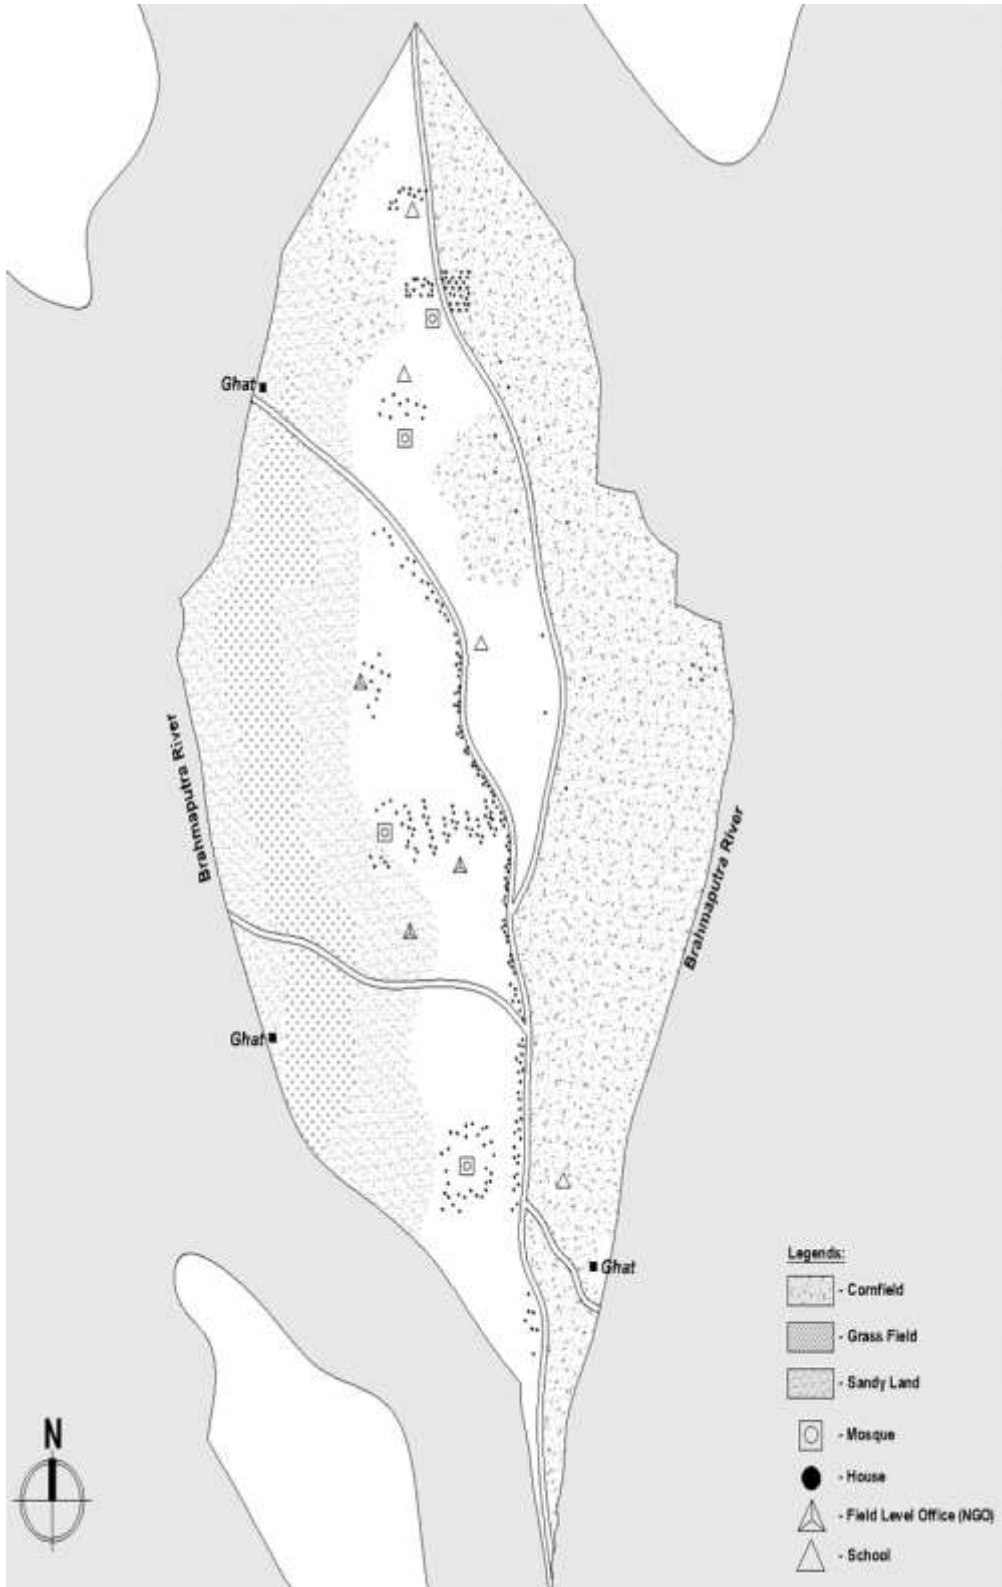 Ghat
Brahmaputra River
Brahmaputra River
Ghat
Ghat
Legends:
- Cornfield
- Grass Field
- Sandy Land
- Mosque
- House
- Field Level Office (NGO)
- School
N